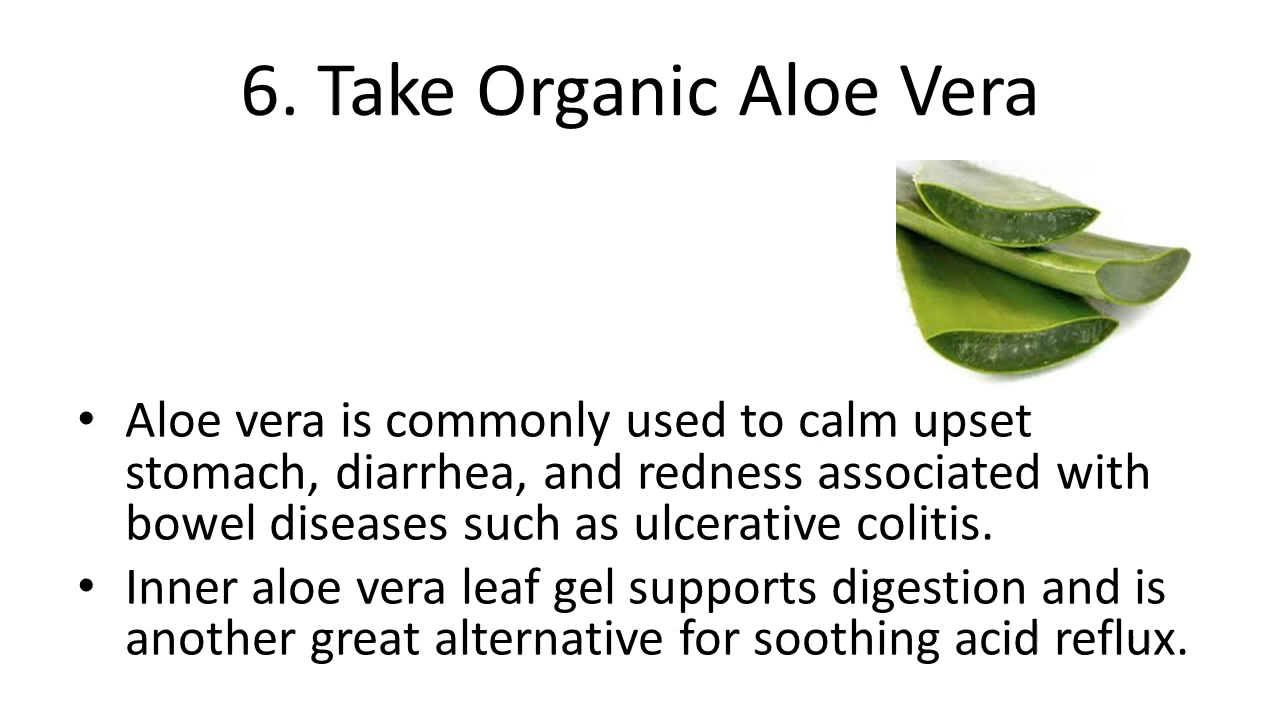 6. Take Organic Aloe Vera
• Aloe vera is commonly used to calm upset
stomach, diarrhea, and redness associated with
bowel diseases such as ulcerative colitis.
• Inner aloe vera leaf gel supports digestion and is
another great alternative for soothing acid reflux.